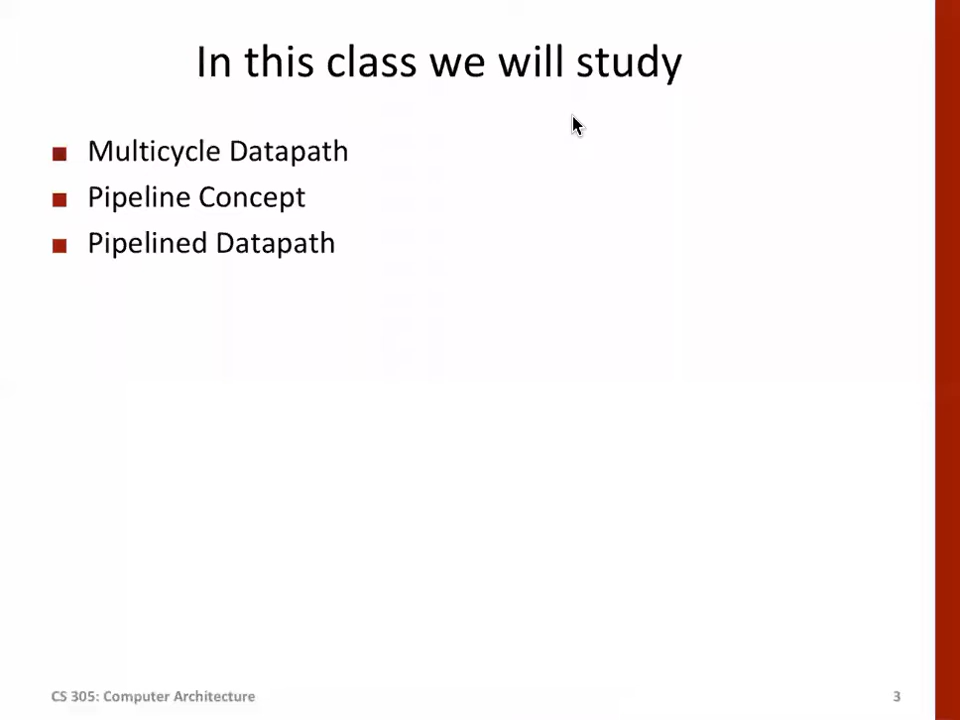 In this class we will study
Multicycle Datapath
Pipeline Concept
Pipelined Datapath
CS 305: Computer Architecture
3